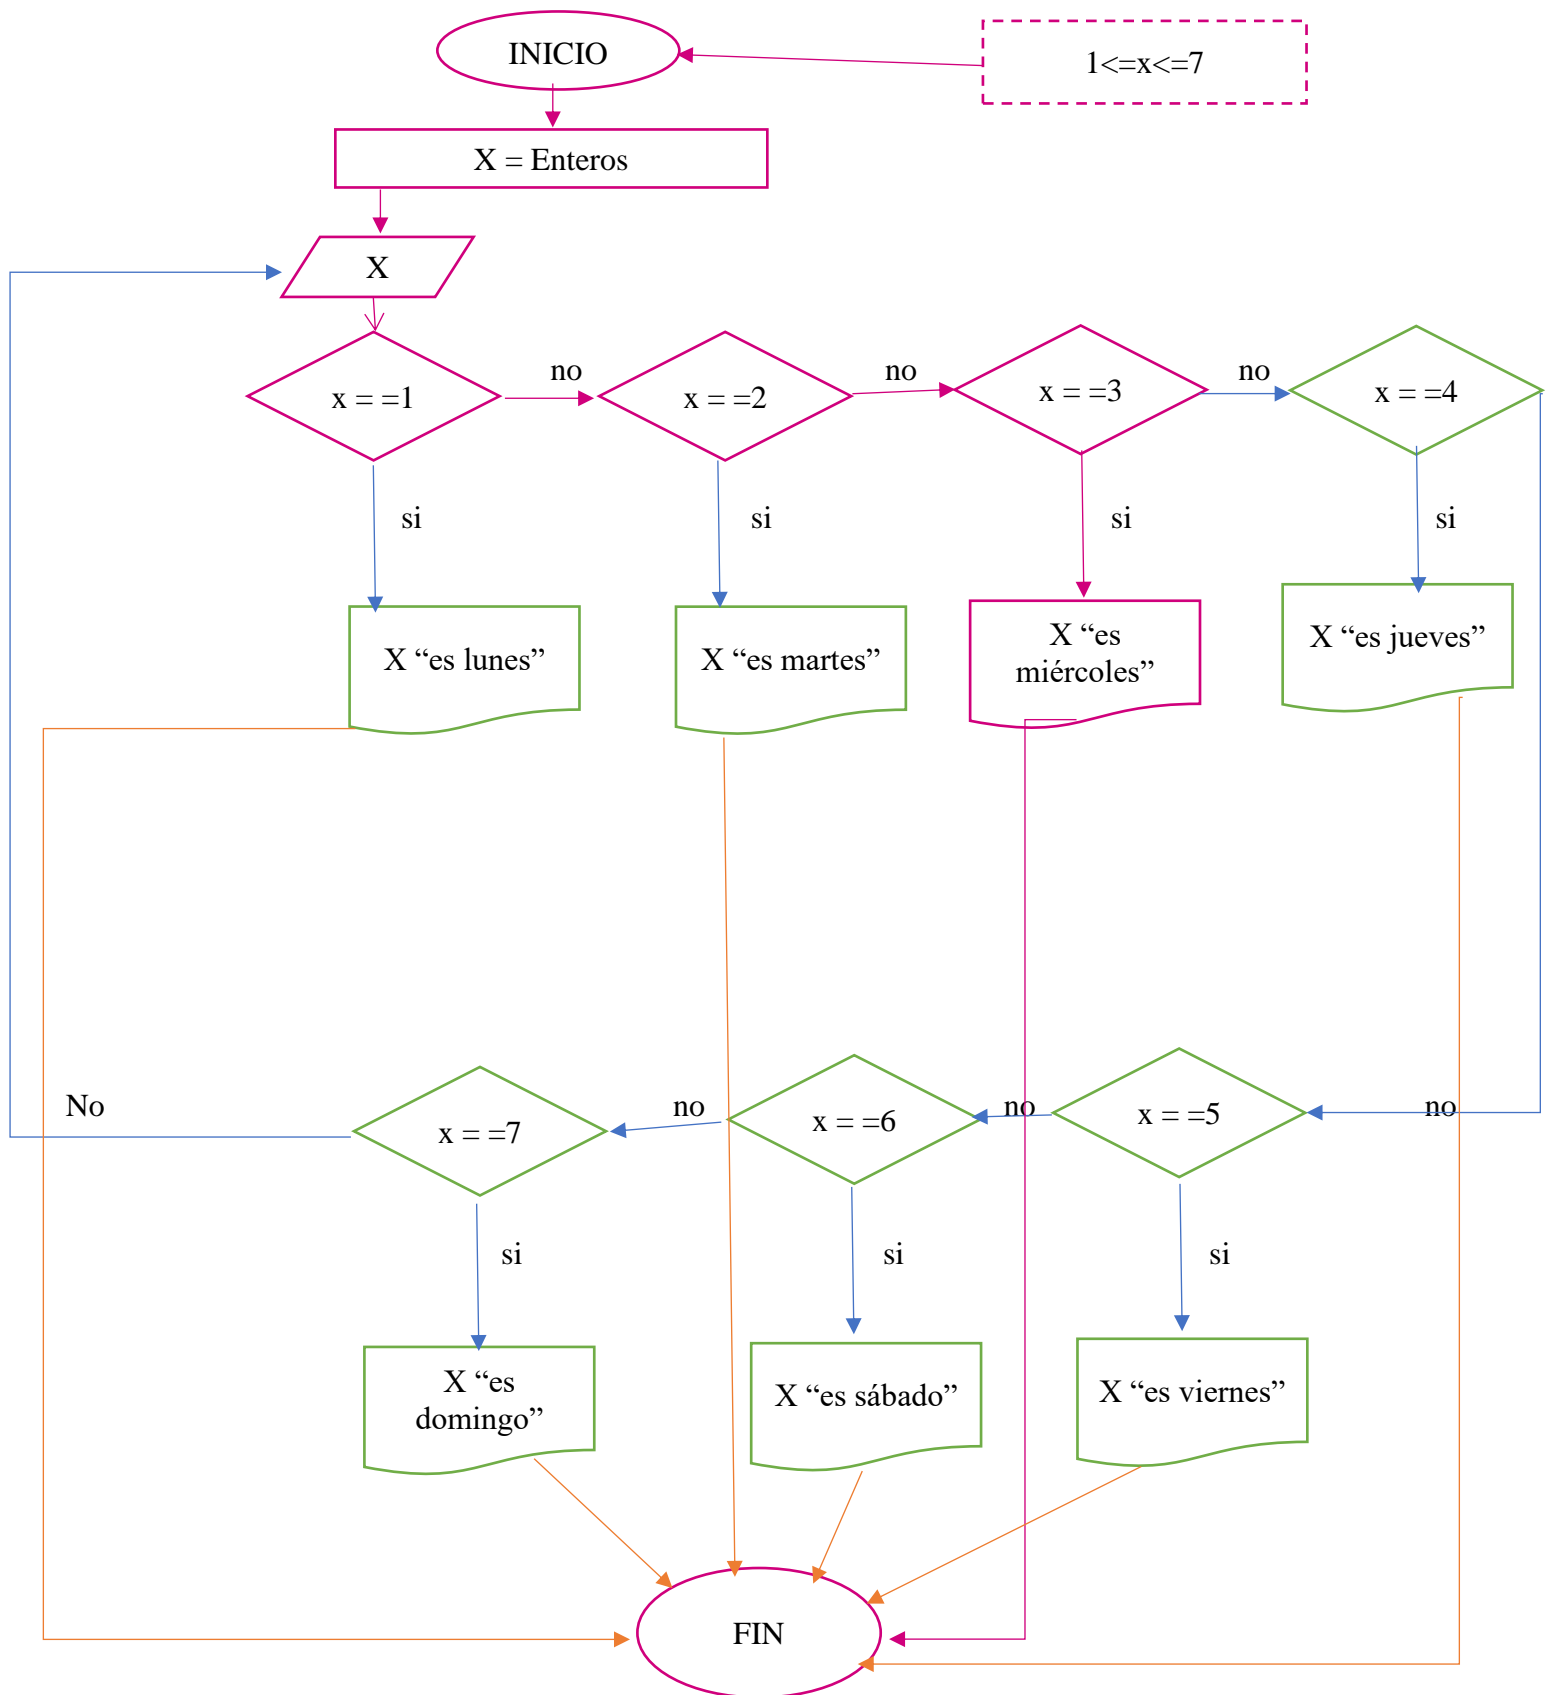 INICIO
1<=x<=7
X = Enteros
X
x = =1
no
x = =2
no
x = =3
no
x = =4
si
si
si
si
X “es lunes”
X “es martes”
X “es
miércoles”
X “es jueves”
No
x = =7
no
x = =6
no
x = =5
no
si
si
si
X “es
domingo”
X “es sábado”
X “es viernes”
FIN